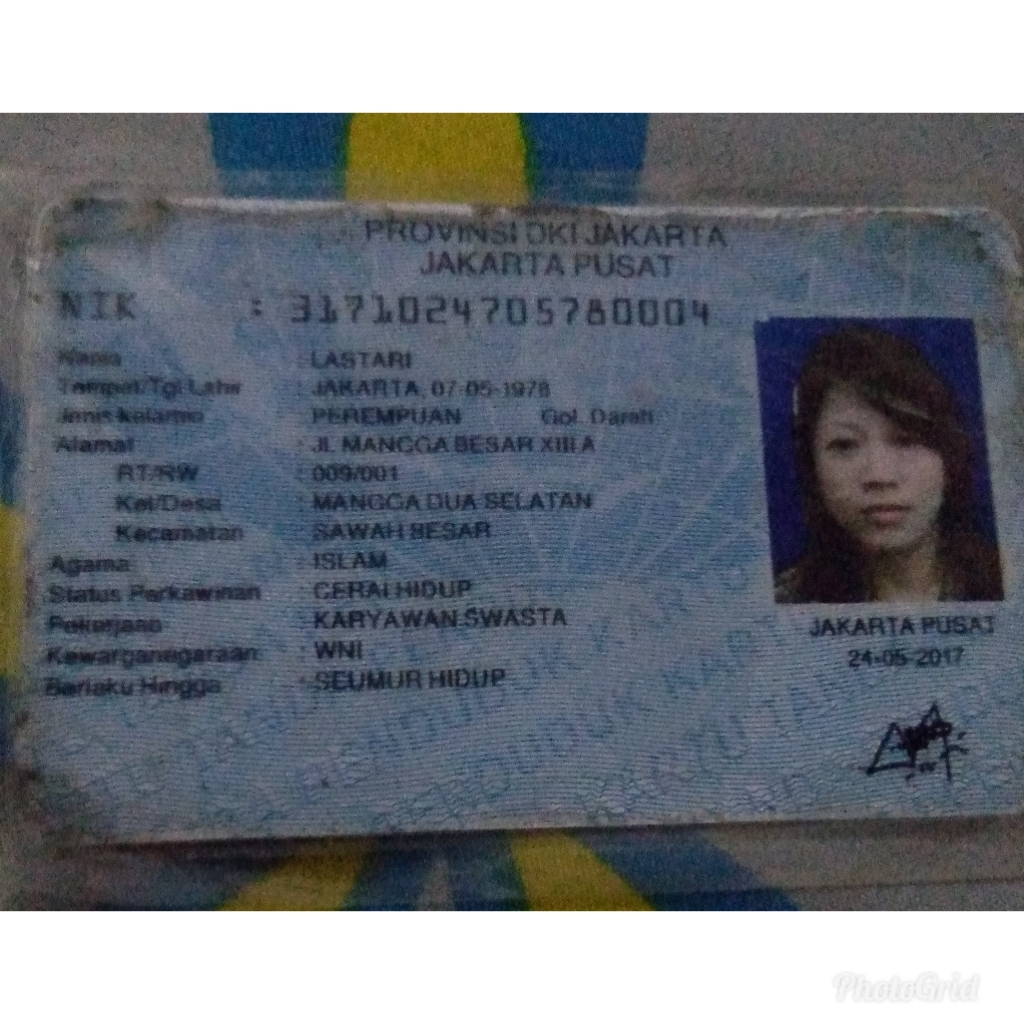 PROVINSI DKI JAKARTA
JAKARTA PUSAT
NIK : 3171024705780004
Nama : LASTARI
Tempat/Tgl Lahir : JAKARTA, 07-05-1978
Jenis kelamin : PEREMPUAN Gol. Darah
Alamat : JL MANGGA BESAR XIII A
RT/RW : 009/001
Kel/Desa : MANGGA DUA SELATAN
Kecamatan : SAWAH BESAR
Agama : ISLAM
Status Perkawinan : CERAI HIDUP
Pekerjaan : KARYAWAN SWASTA
Kewarganegaraan : WNI
Berlaku Hingga : SEUMUR HIDUP
JAKARTA PUSAT
24-05-2017
PhotoGrid